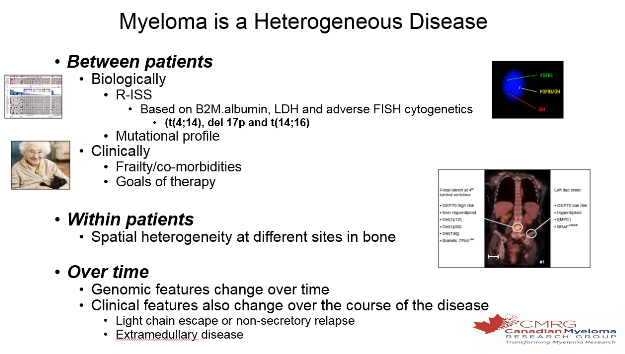 Myeloma is a Heterogeneous Disease
• Between patients
• Biologically
• R-ISS
• Based on B2M.albumin, LDH and adverse FISH cytogenetics
• (t(4;14), del 17p and t(14;16)
• Mutational profile
• Clinically
• Frailty/co-morbidities
• Goals of therapy
• Within patients
• Spatial heterogeneity at different sites in bone
• Over time
• Genomic features change over time
• Clinical features also change over the course of the disease
• Light chain escape or non-secretory relapse
• Extramedullary disease
FGFR3
FGFR3/IGH
IGH
Focal lesion at 4th
lumbar vertebra
• GEP70 high risk
• Non-Hyperdiploid
• Del(1p12)
• Del(1p32)
• Del(13q)
• Biallelic
Left iliac crest
• GEP70 low risk
• Hyperdiploid
• t(MYC)
#1
CMRG
Canadian Myeloma
RESEARCH GROUP
Transforming Myeloma Research